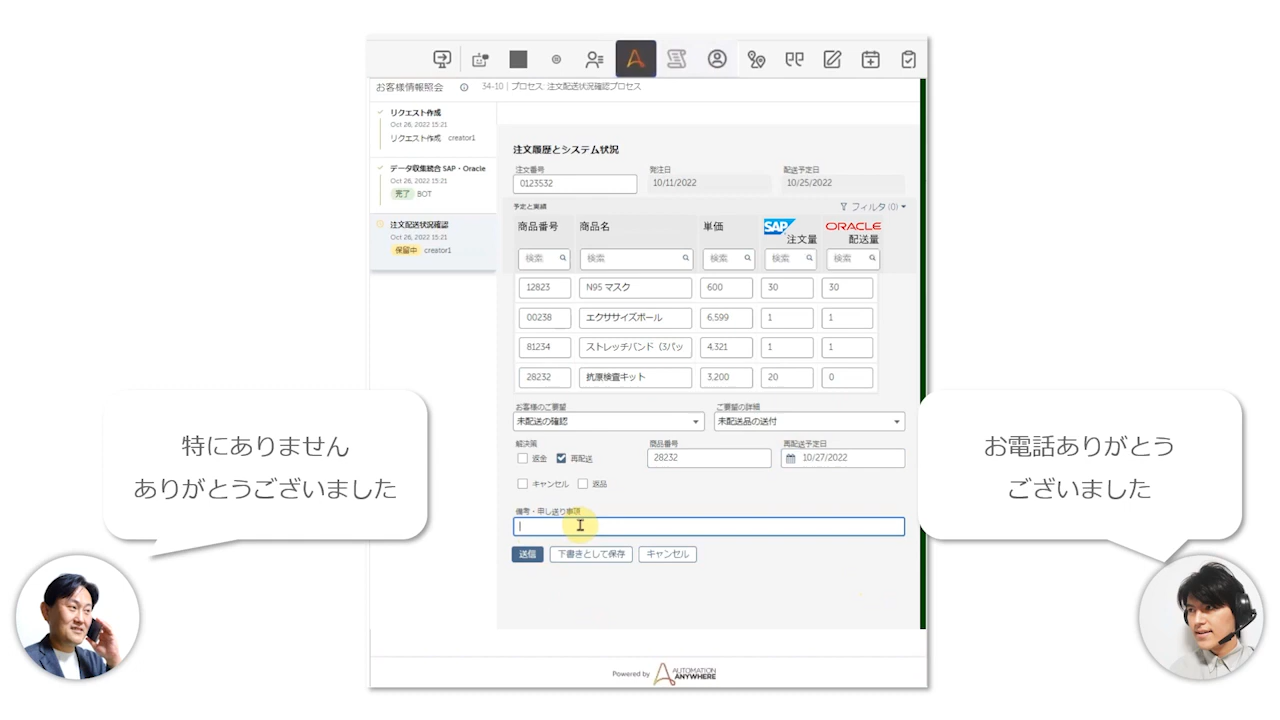 お客様情報照会
34-10 | プロセス: 注文配送状況確認プロセス
リクエスト作成
Oct 26, 2022 15:21
リクエスト作成 creator1
データ収集統合 SAP・Oracle
Oct 26, 2022 15:21
完了 BOT
注文配送状況確認
Oct 26, 2022 15:21
保留中 creator1
注文履歴とシステム状況
注文番号 発注日 配送予定日
0123532 10/11/2022 10/25/2022
予定と実績 フィルタ (0)
商品番号 商品名 単価 SAP 注文量 ORACLE 配送量
検索 検索 検索 検索 検索
12823 N95 マスク 600 30 30
00238 エクササイズボール 6,599 1 1
81234 ストレッチバンド（3パッ 4,321 1 1
28232 抗原検査キット 3,200 20 0
お客様のご要望 ご要望の詳細
未配送の確認 未配送品の送付
解決策 商品番号 再配送予定日
返金 再配送 28232 10/27/2022
キャンセル 返品
備考・申し送り事項
送信 下書きとして保存 キャンセル
Powered by AUTOMATION ANYWHERE
特にありません
ありがとうございました
お電話ありがとう
ございました